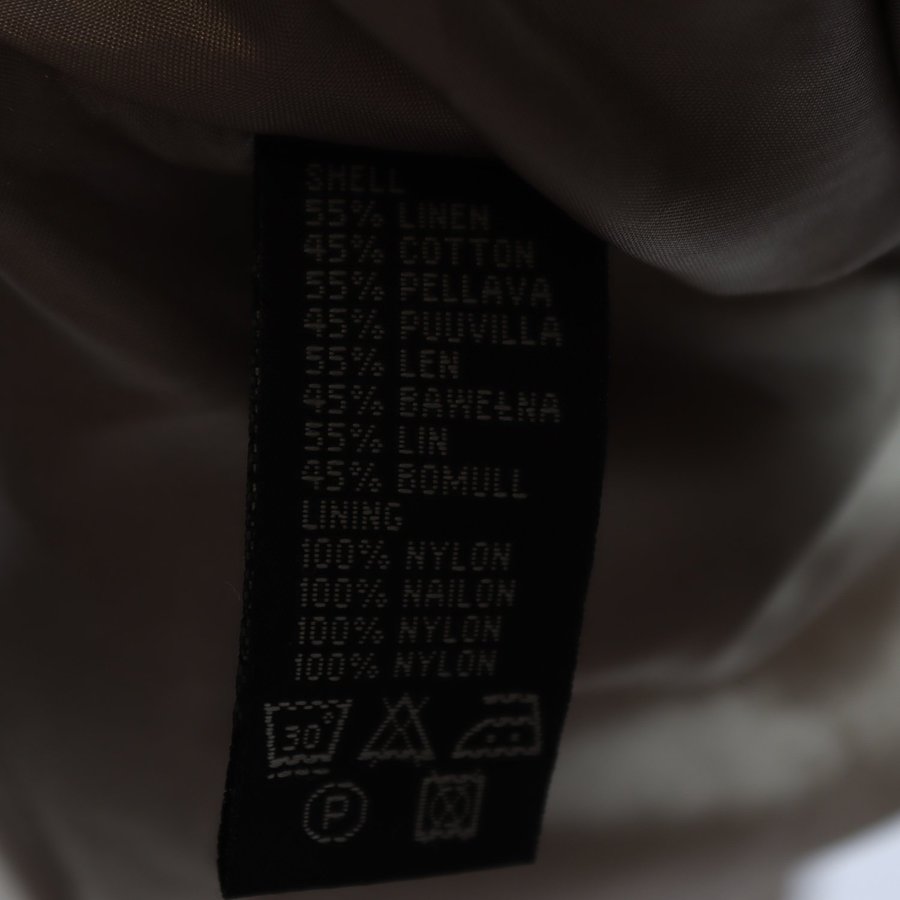 SHELL
55% LINEN
45% COTTON
55% PELLAVA
45% PUUVILLA
55% LEN
45% BAWEŁNA
55% LIN
45% BOMULL
LINING
100% NYLON
100% NAILON
100% NYLON
100% NYLON
30°
P